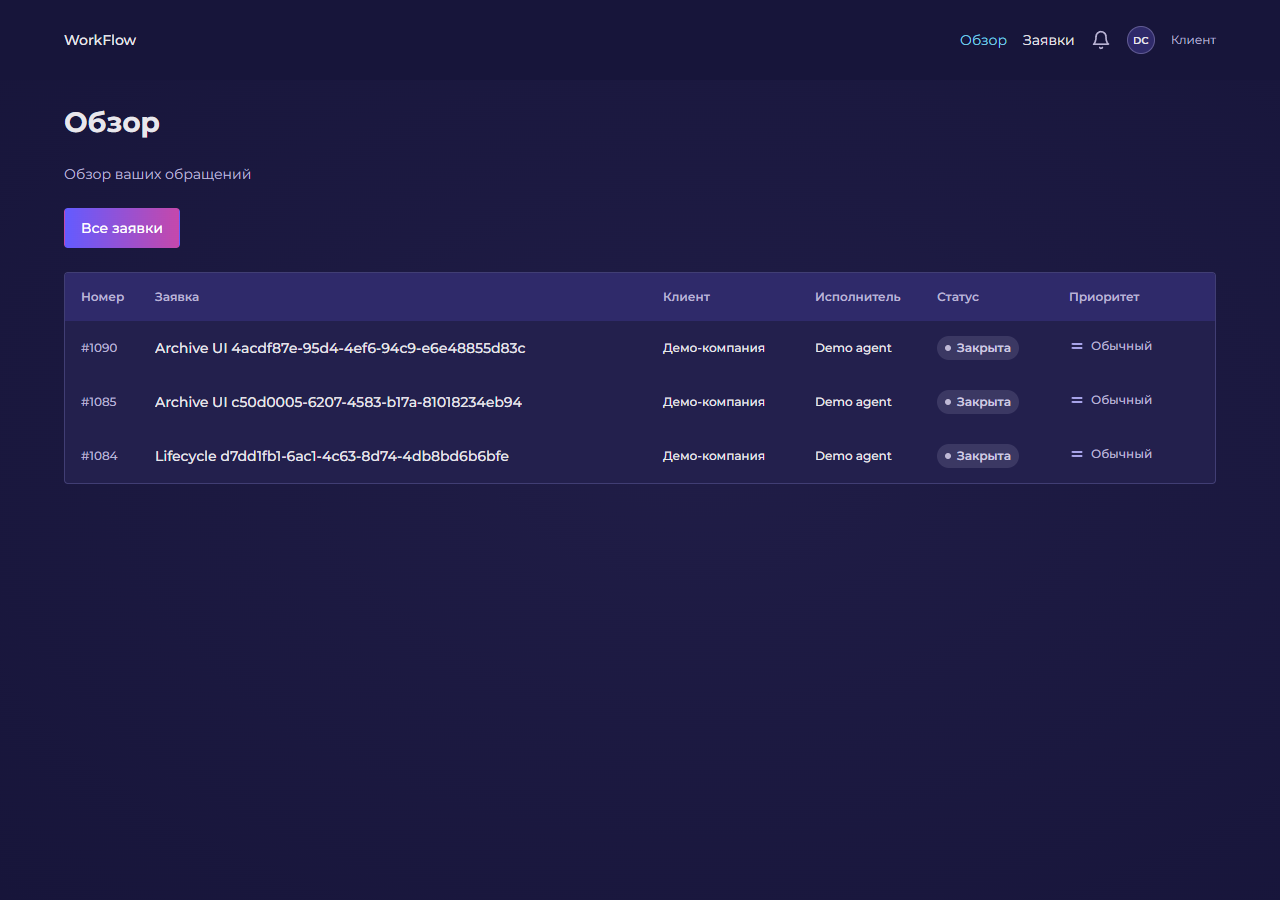 WorkFlow Обзор Заявки DC Клиент
Обзор
Обзор ваших обращений
Все заявки
Номер Заявка Клиент Исполнитель Статус Приоритет
#1090 Archive UI 4acdf87e-95d4-4ef6-94c9-e6e48855d83c Демо-компания Demo agent Закрыта Обычный
#1085 Archive UI c50d0005-6207-4583-b17a-81018234eb94 Демо-компания Demo agent Закрыта Обычный
#1084 Lifecycle d7dd1fb1-6ac1-4c63-8d74-4db8bd6b6bfe Демо-компания Demo agent Закрыта Обычный